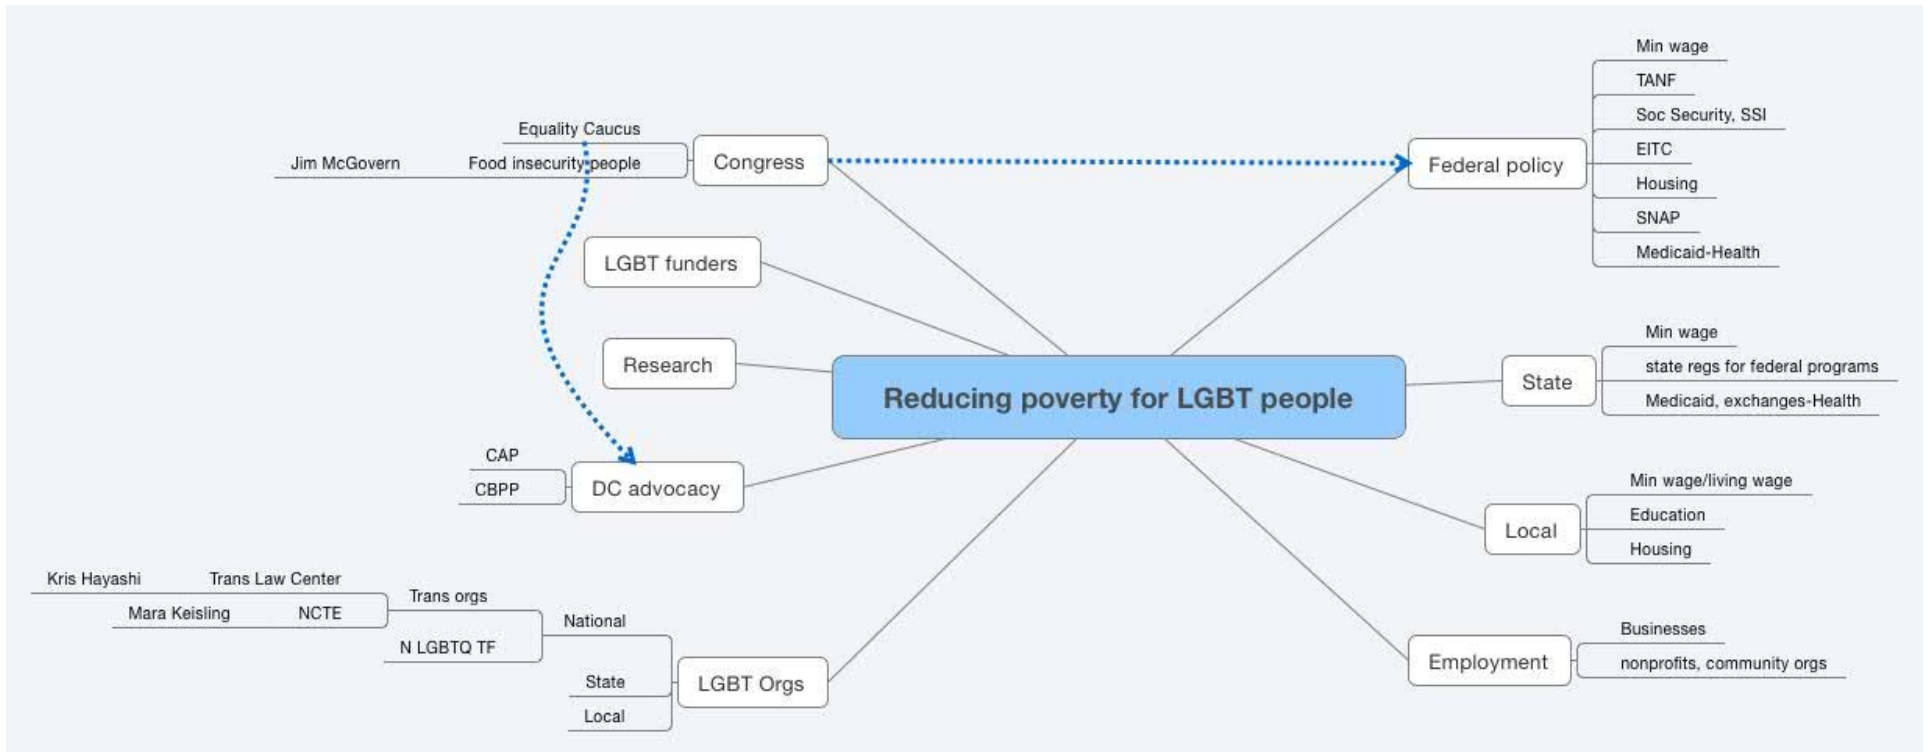 Reducing poverty for LGBT people
Congress
Equality Caucus
Food insecurity people
Jim McGovern
LGBT funders
Research
DC advocacy
CAP
CBPP
LGBT Orgs
National
Trans orgs
Trans Law Center
Kris Hayashi
NCTE
Mara Keisling
N LGBTQ TF
State
Local
Federal policy
Min wage
TANF
Soc Security, SSI
EITC
Housing
SNAP
Medicaid-Health
State
Min wage
state regs for federal programs
Medicaid, exchanges-Health
Local
Min wage/living wage
Education
Housing
Employment
Businesses
nonprofits, community orgs